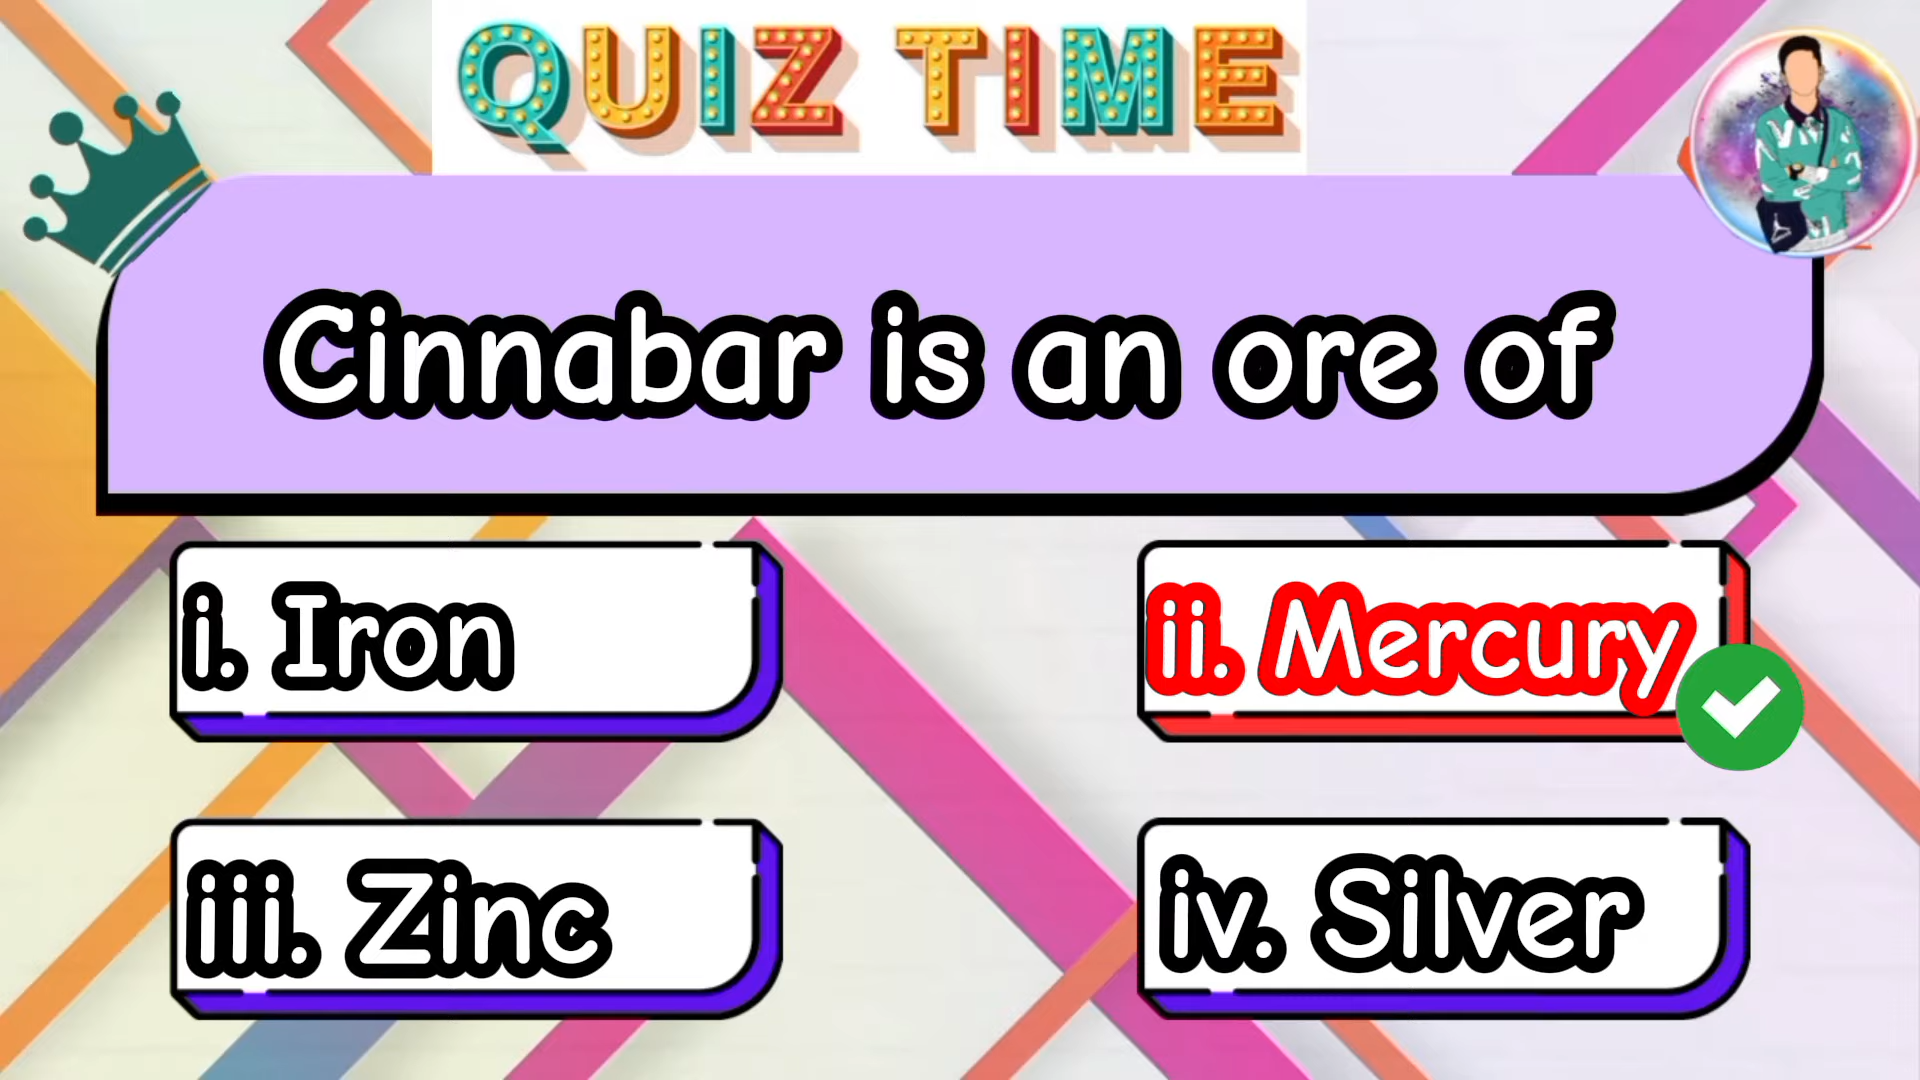 QUIZ TIME
Cinnabar is an ore of
i. Iron
ii. Mercury
iii. Zinc
iv. Silver